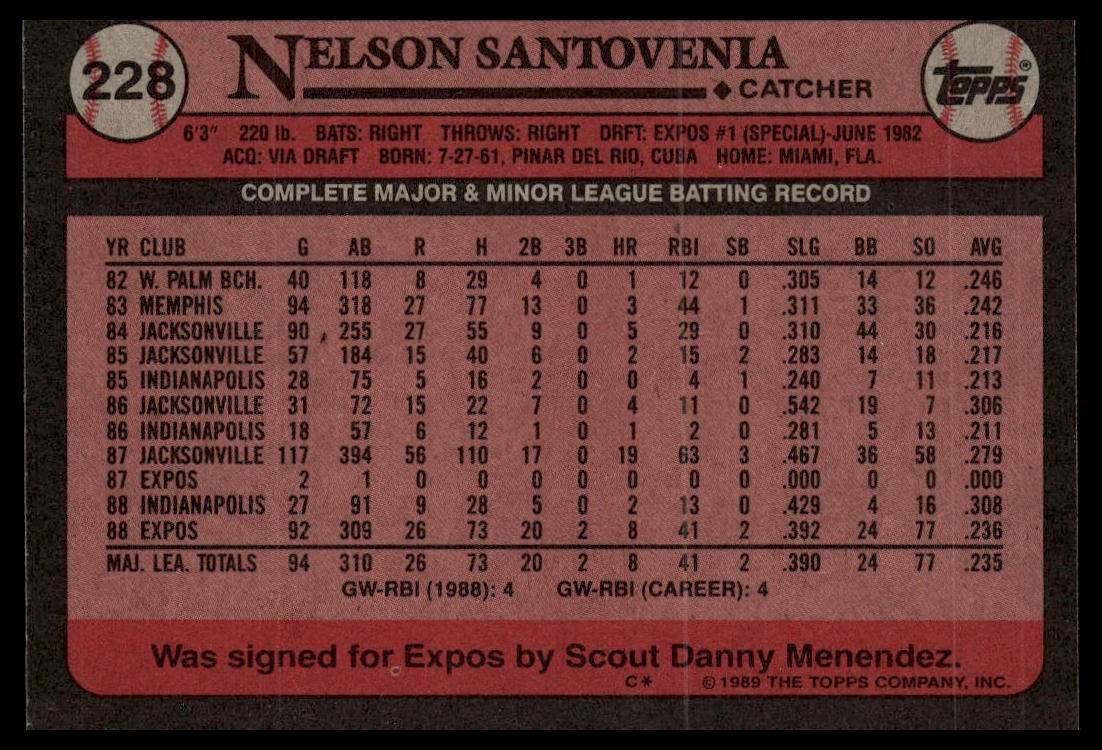 228 NELSON SANTOVENIA Topps®
◆ CATCHER
6'3" 220 lb. BATS: RIGHT THROWS: RIGHT DRFT: EXPOS #1 (SPECIAL)-JUNE 1982
ACQ: VIA DRAFT BORN: 7-27-61, PINAR DEL RIO, CUBA HOME: MIAMI, FLA.
COMPLETE MAJOR & MINOR LEAGUE BATTING RECORD
YR CLUB G AB R H 2B 3B HR RBI SB SLG BB SO AVG
82 W. PALM BCH. 40 118 8 29 4 0 1 12 0 .305 14 12 .246
83 MEMPHIS 94 318 27 77 13 0 3 44 1 .311 33 36 .242
84 JACKSONVILLE 90 255 27 55 9 0 5 29 0 .310 44 30 .216
85 JACKSONVILLE 57 184 15 40 6 0 2 15 2 .283 14 18 .217
85 INDIANAPOLIS 28 75 5 16 2 0 0 4 1 .240 7 11 .213
86 JACKSONVILLE 31 72 15 22 7 0 4 11 0 .542 19 7 .306
86 INDIANAPOLIS 18 57 6 12 1 0 1 2 0 .281 5 13 .211
87 JACKSONVILLE 117 394 56 110 17 0 19 63 3 .467 36 58 .279
87 EXPOS 2 1 0 0 0 0 0 0 0 .000 0 0 .000
88 INDIANAPOLIS 27 91 9 28 5 0 2 13 0 .429 4 16 .308
88 EXPOS 92 309 26 73 20 2 8 41 2 .392 24 77 .236
MAJ. LEA. TOTALS 94 310 26 73 20 2 8 41 2 .390 24 77 .235
GW-RBI (1988): 4 GW-RBI (CAREER): 4
Was signed for Expos by Scout Danny Menendez.
C* © 1989 THE TOPPS COMPANY, INC.